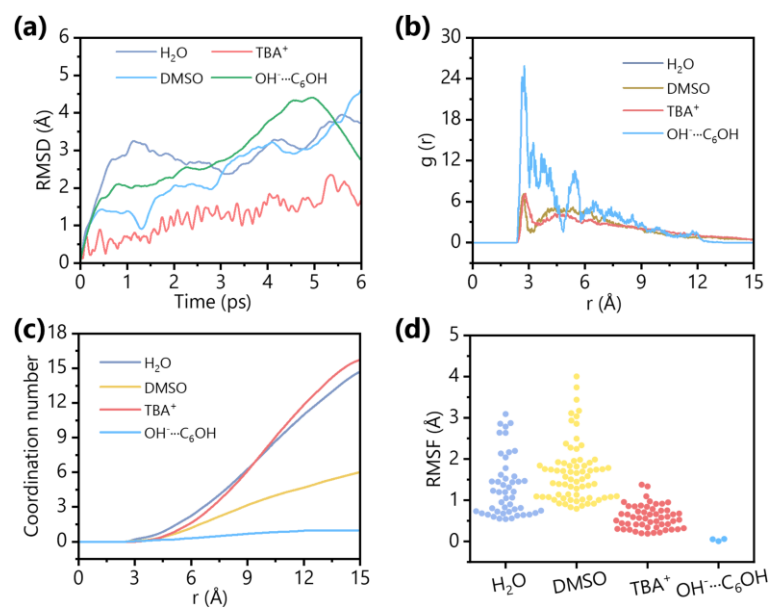 (a)
6
5
4
3
2
1
0
RMSD (Å)
H₂O
TBA⁺
DMSO
OH⁻···C₆OH
0 1 2 3 4 5 6
Time (ps)
(b)
30
24
18
12
6
0
g (r)
H₂O
DMSO
TBA⁺
OH⁻···C₆OH
0 3 6 9 12 15
r (Å)
(c)
18
15
12
9
6
3
0
Coordination number
H₂O
DMSO
TBA⁺
OH⁻···C₆OH
0 3 6 9 12 15
r (Å)
(d)
5
4
3
2
1
0
RMSF (Å)
H₂O DMSO TBA⁺ OH⁻···C₆OH